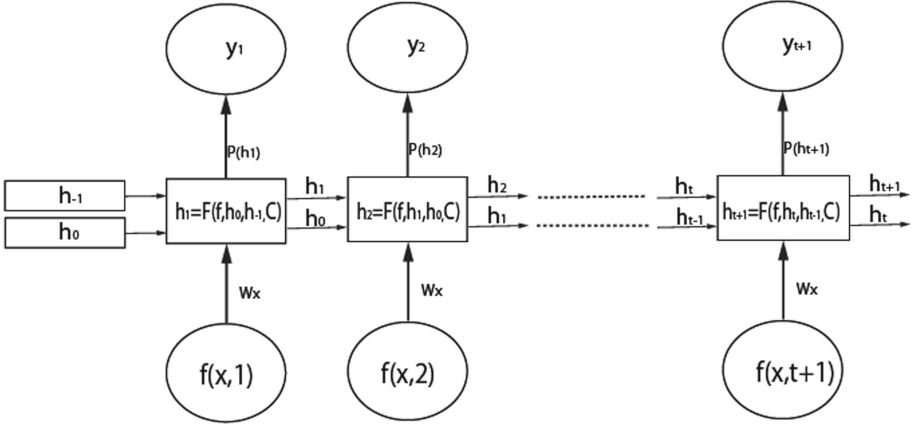 y1
y2
yt+1
P(h1)
P(h2)
P(ht+1)
h-1
h0
h1=F(f,h0,h-1,C)
h1
h0
h2=F(f,h1,h0,C)
h2
h1
ht
ht-1
ht+1=F(f,ht,ht-1,C)
ht+1
ht
Wx
Wx
Wx
f(x,1)
f(x,2)
f(x,t+1)